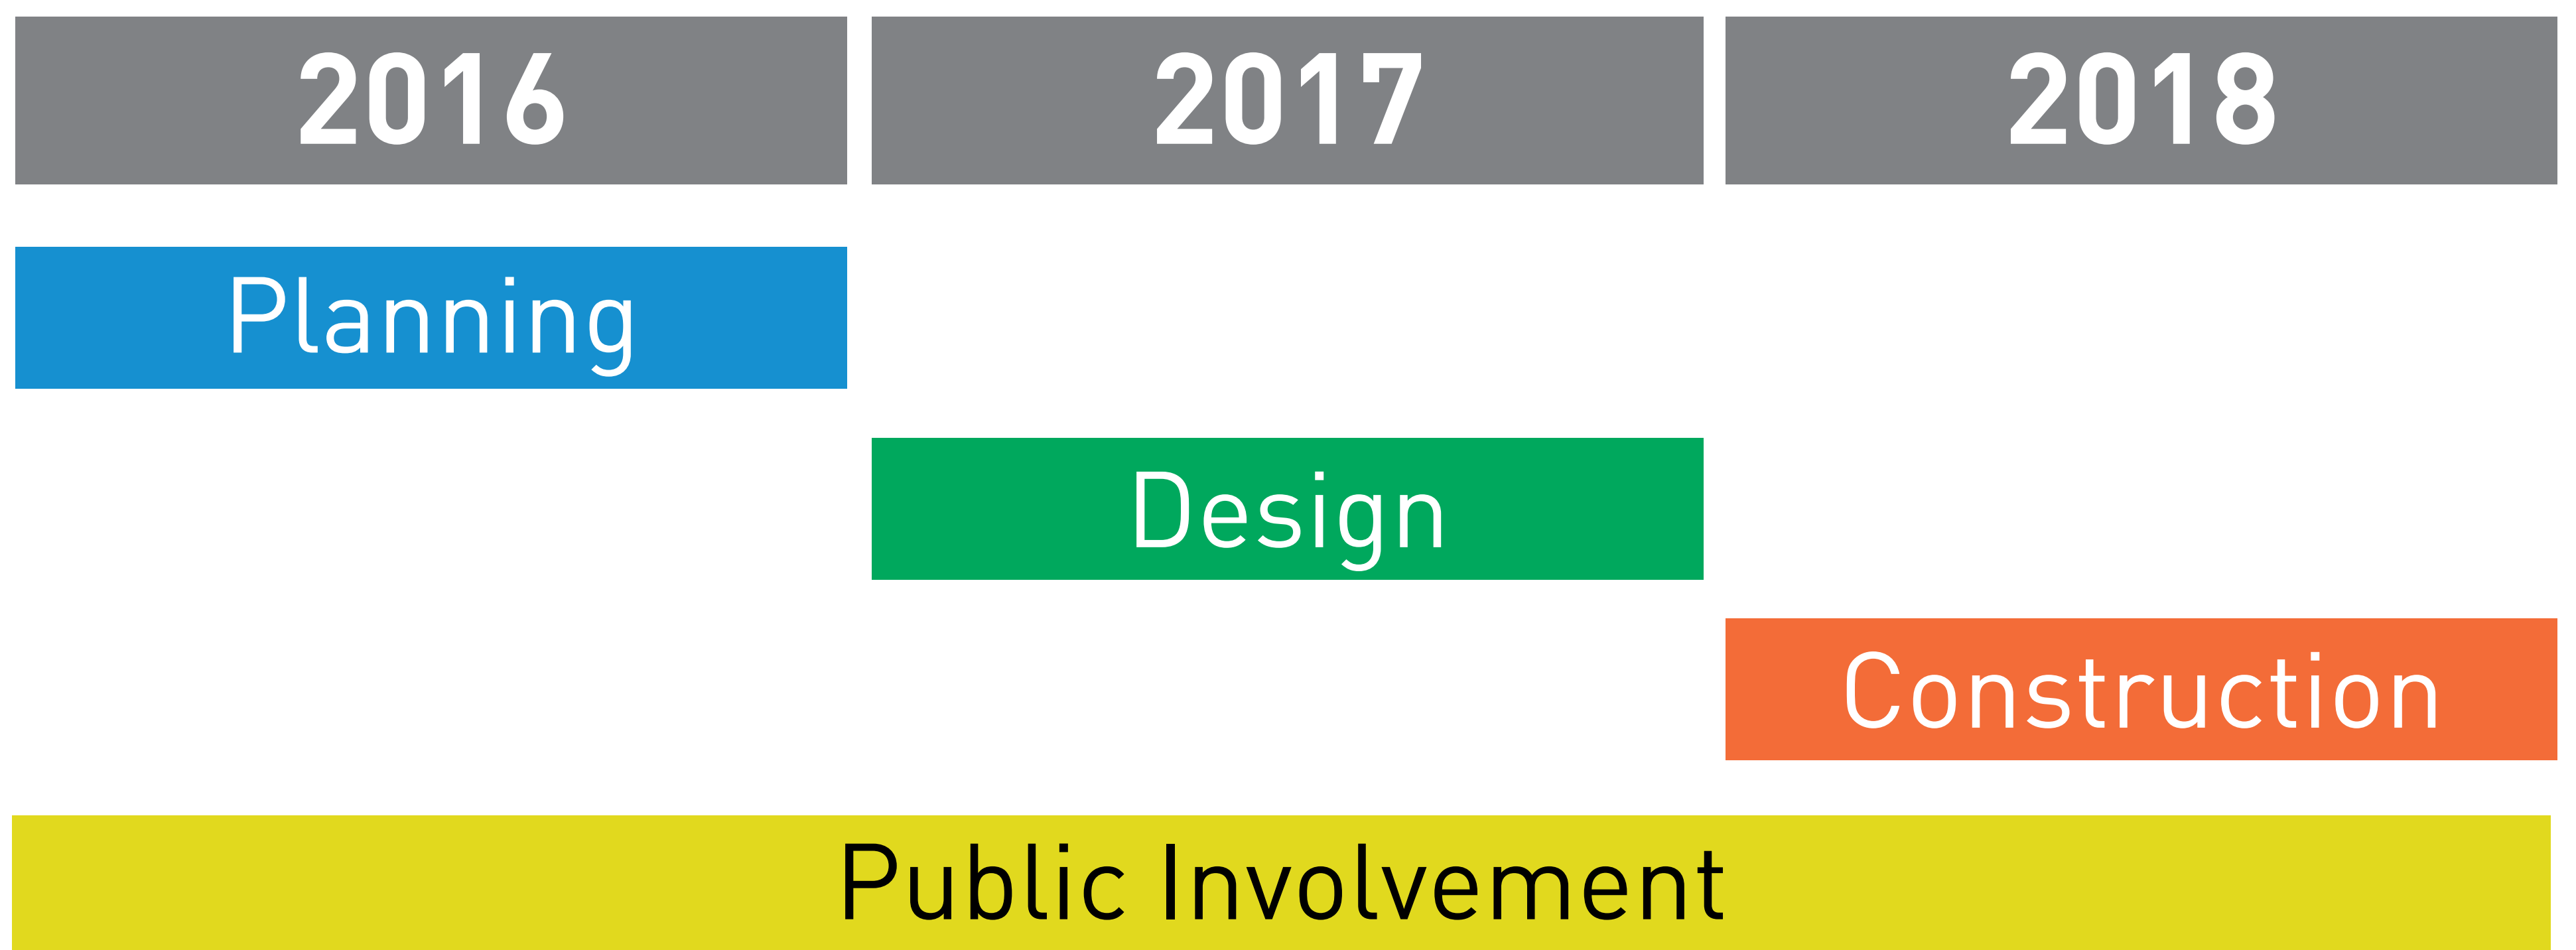 2016 2017 2018
Planning
Design
Construction
Public Involvement